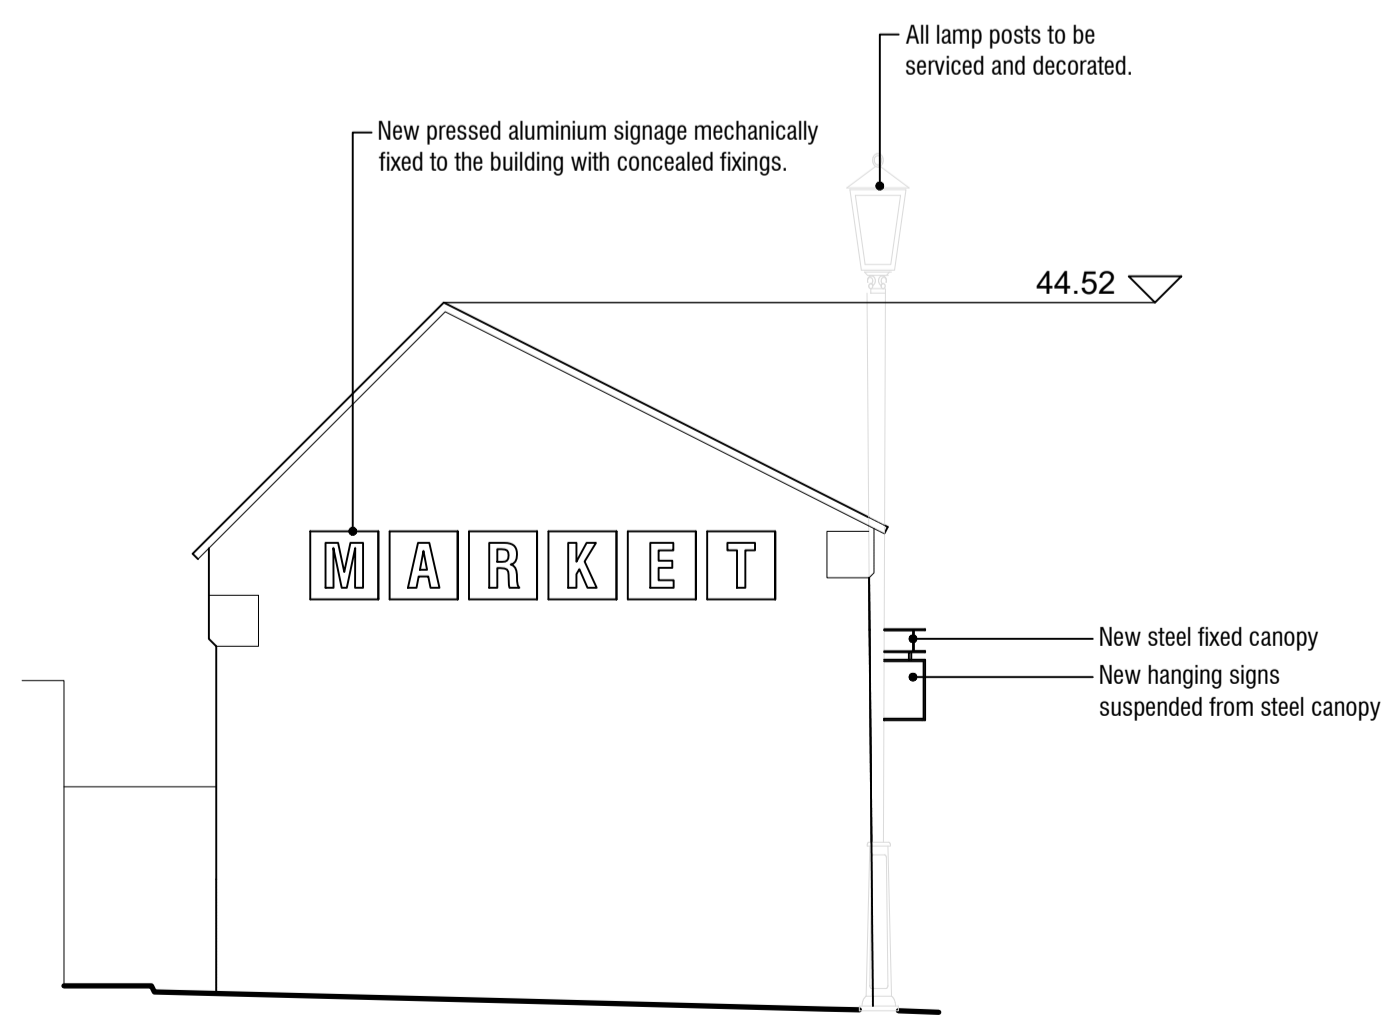 All lamp posts to be
serviced and decorated.
New pressed aluminium signage mechanically
fixed to the building with concealed fixings.
44.52
MARKET
New steel fixed canopy
New hanging signs
suspended from steel canopy